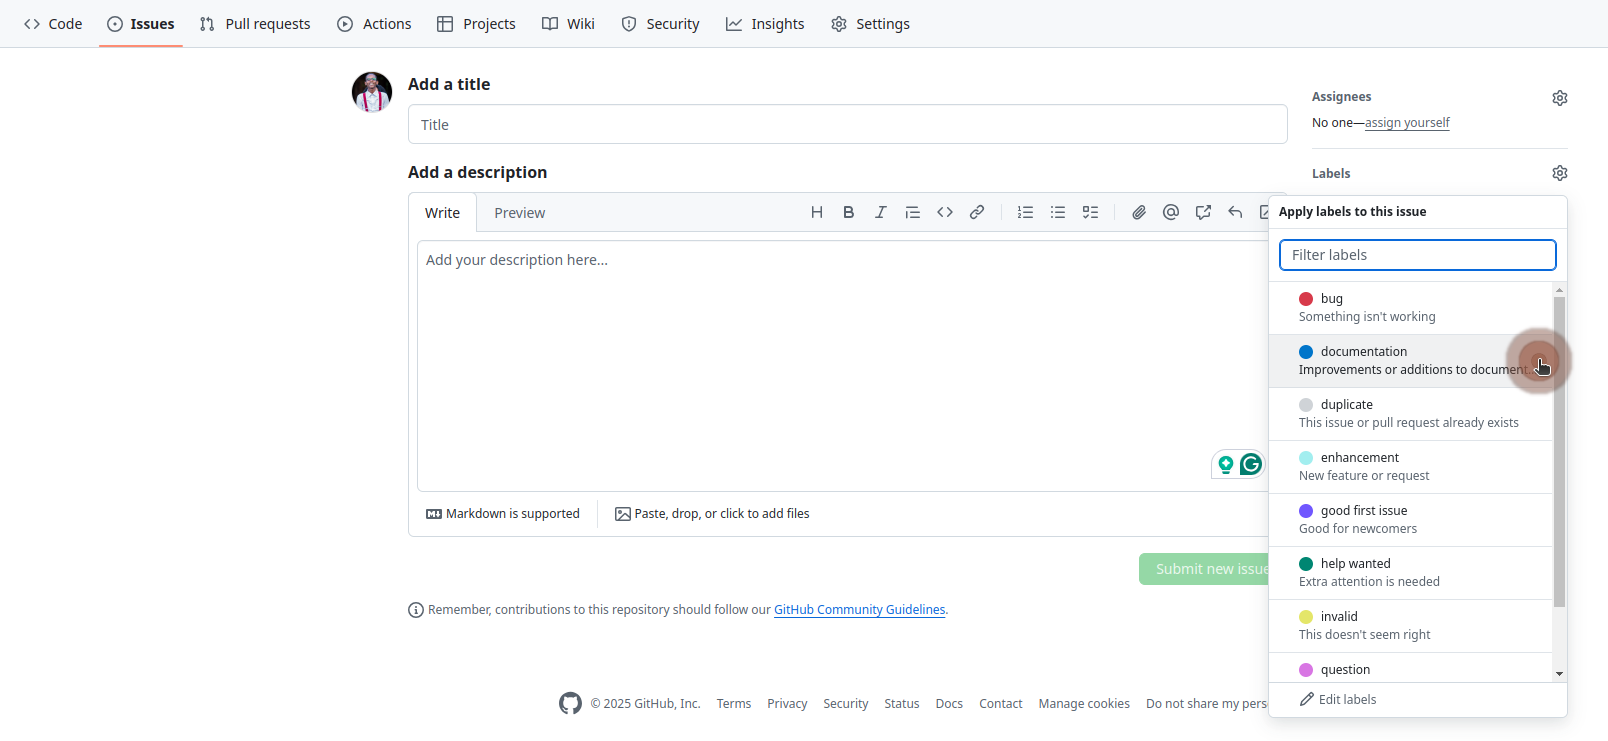 Code Issues Pull requests Actions Projects Wiki Security Insights Settings
Add a title
Title
Add a description
Write Preview
Add your description here...
Markdown is supported
Paste, drop, or click to add files
Submit new issue
Remember, contributions to this repository should follow our GitHub Community Guidelines.
Assignees
No one—assign yourself
Labels
Apply labels to this issue
Filter labels
bug
Something isn't working
documentation
Improvements or additions to document...
duplicate
This issue or pull request already exists
enhancement
New feature or request
good first issue
Good for newcomers
help wanted
Extra attention is needed
invalid
This doesn't seem right
question
Edit labels
© 2025 GitHub, Inc. Terms Privacy Security Status Docs Contact Manage cookies Do not share my pers